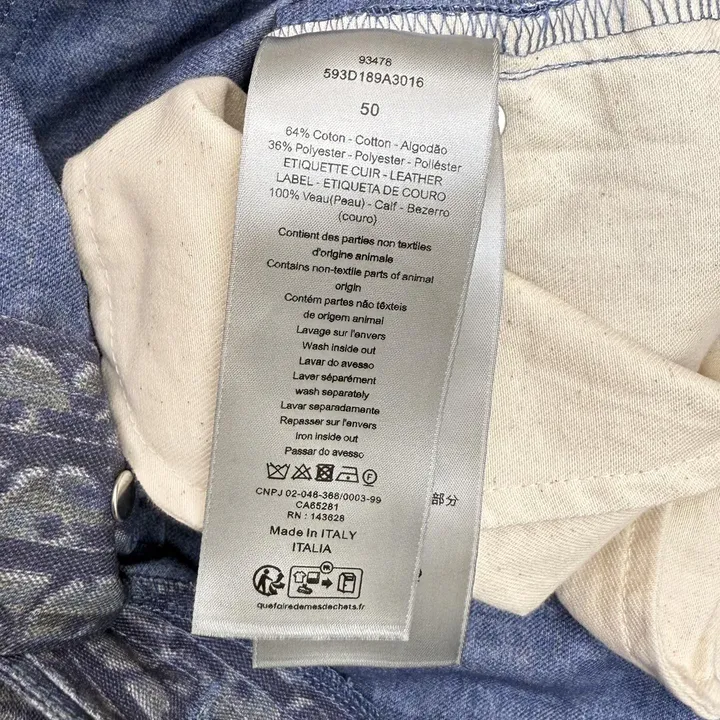 93478
593D189A3016
50
64% Coton - Cotton - Algodão
36% Polyester - Polyester - Poliéster
ETIQUETTE CUIR - LEATHER
LABEL - ETIQUETA DE COURO
100% Veau(Peau) - Calf - Bezerro
(couro)
Contient des parties non textiles
d'origine animale
Contains non-textile parts of animal
origin
Contém partes não têxteis
de origem animal
Lavage sur l'envers
Wash inside out
Lavar do avesso
Laver séparément
wash separately
Lavar separadamente
Repasser sur l'envers
Iron inside out
Passar do avesso
F
CNPJ 02-046-368/0003-99
CA65281
RN : 143628
Made in ITALY
ITALIA
FR
quefairedemesdechets.fr
部分